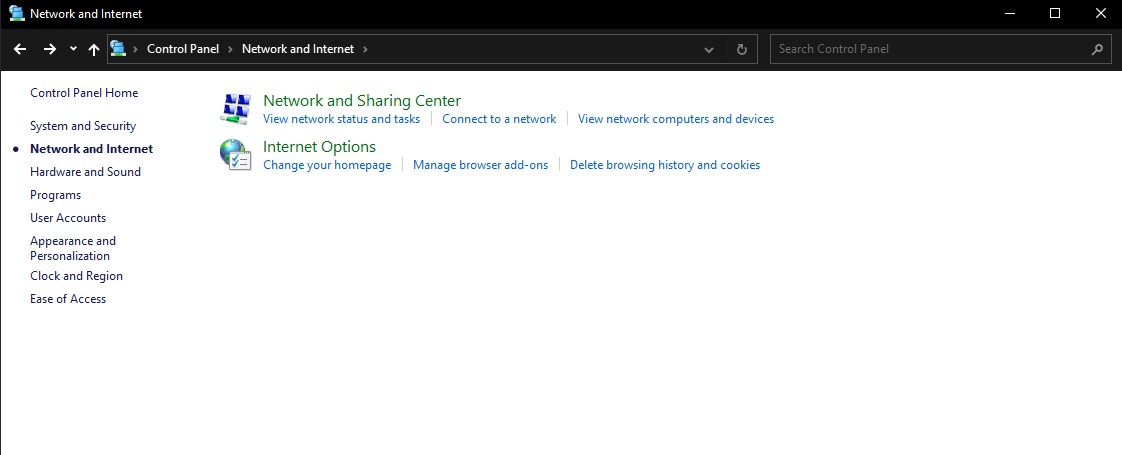 Network and Internet
Control Panel > Network and Internet >
Search Control Panel
Control Panel Home
System and Security
Network and Internet
Hardware and Sound
Programs
User Accounts
Appearance and
Personalization
Clock and Region
Ease of Access
Network and Sharing Center
View network status and tasks
Connect to a network
View network computers and devices
Internet Options
Change your homepage
Manage browser add-ons
Delete browsing history and cookies